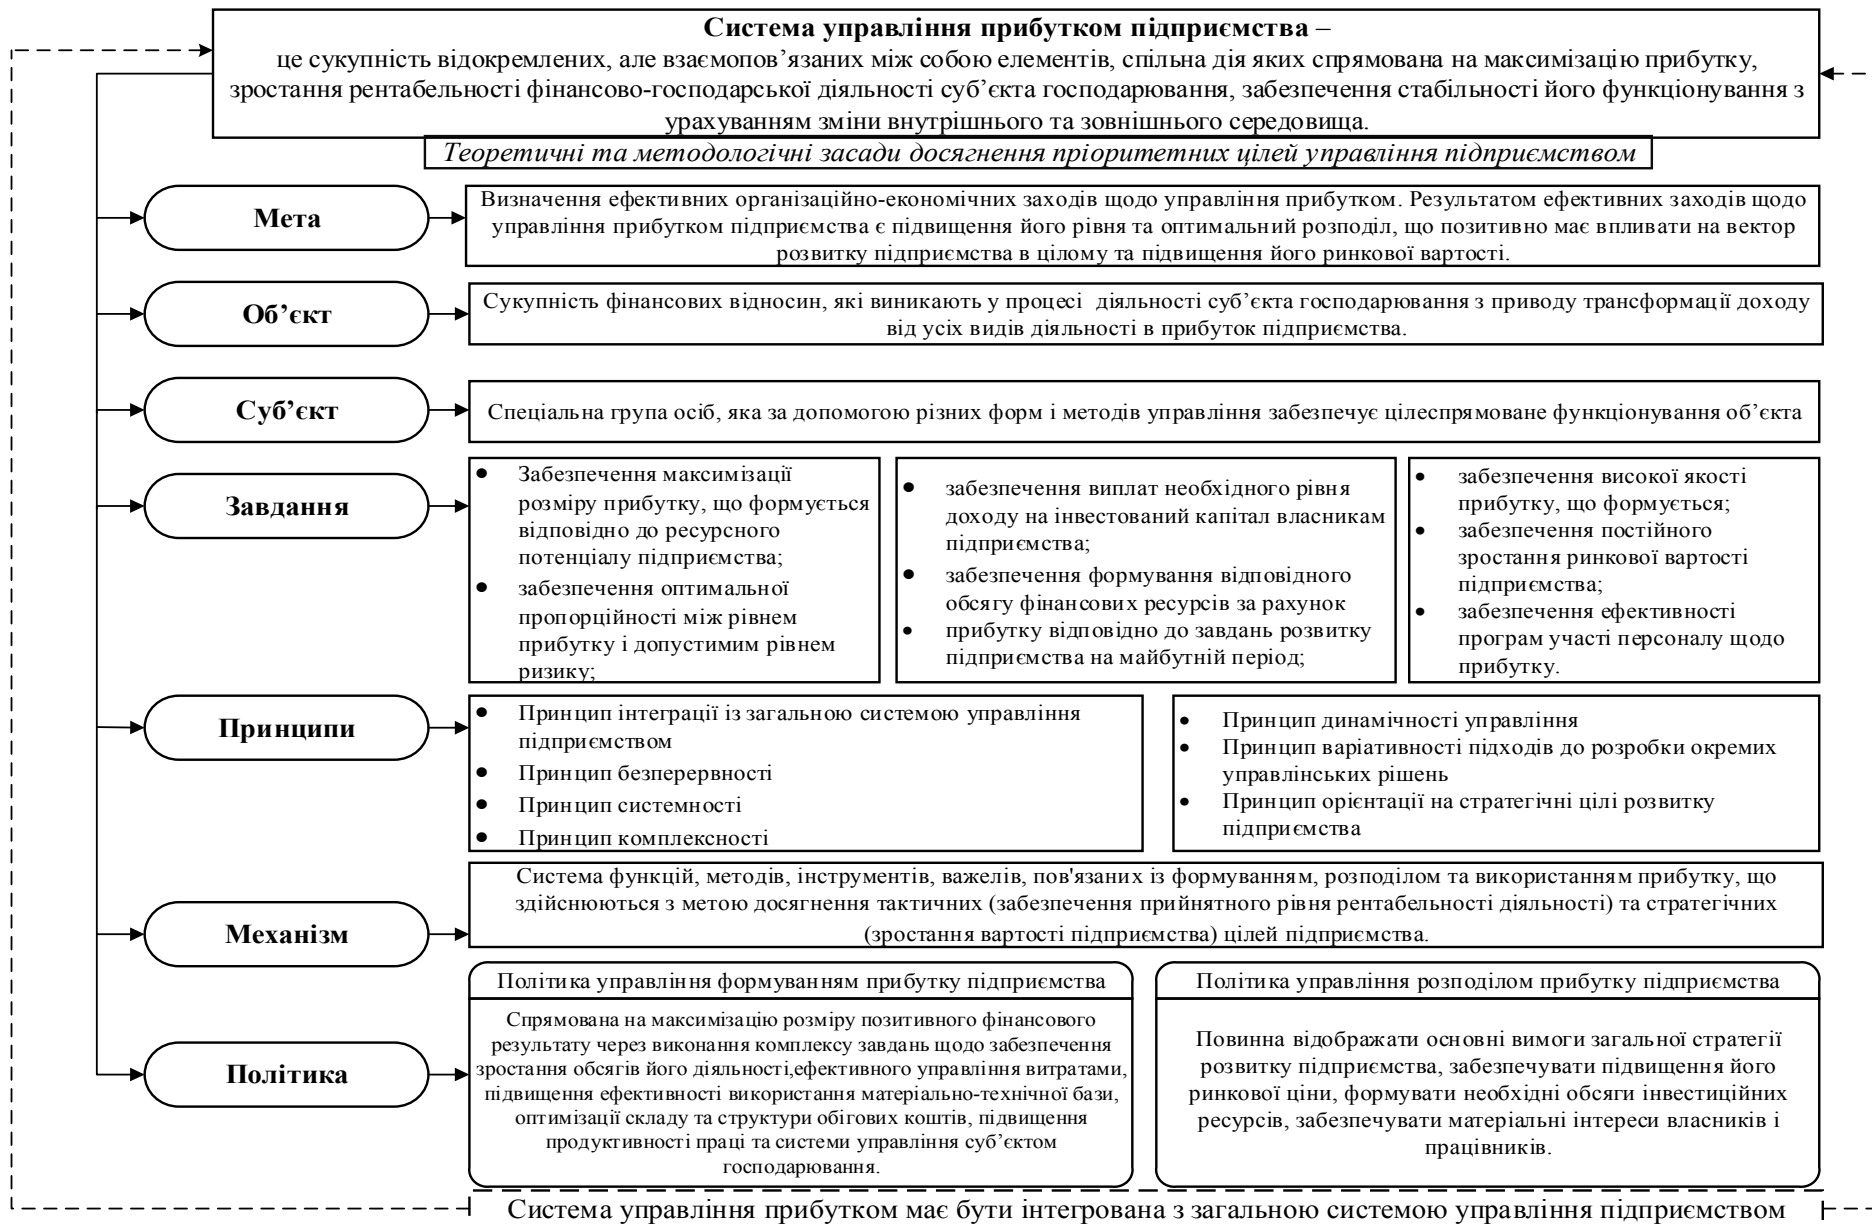 Система управління прибутком підприємства –
це сукупність відокремлених, але взаємопов’язаних між собою елементів, спільна дія яких спрямована на максимізацію прибутку,
зростання рентабельності фінансово-господарської діяльності суб’єкта господарювання, забезпечення стабільності його функціонування з
урахуванням зміни внутрішнього та зовнішнього середовища.
Теоретичні та методологічні засади досягнення пріоритетних цілей управління підприємством
Мета
Визначення ефективних організаційно-економічних заходів щодо управління прибутком. Результатом ефективних заходів щодо
управління прибутком підприємства є підвищення його рівня та оптимальний розподіл, що позитивно має впливати на вектор
розвитку підприємства в цілому та підвищення його ринкової вартості.
Об’єкт
Сукупність фінансових відносин, які виникають у процесі діяльності суб’єкта господарювання з приводу трансформації доходу
від усіх видів діяльності в прибуток підприємства.
Суб’єкт
Спеціальна група осіб, яка за допомогою різних форм і методів управління забезпечує цілеспрямоване функціонування об’єкта
Завдання
• Забезпечення максимізації
розміру прибутку, що формується
відповідно до ресурсного
потенціалу підприємства;
• забезпечення оптимальної
пропорційності між рівнем
прибутку і допустимим рівнем
ризику;
• забезпечення виплат необхідного рівня
доходу на інвестований капітал власникам
підприємства;
• забезпечення формування відповідного
обсягу фінансових ресурсів за рахунок
• прибутку відповідно до завдань розвитку
підприємства на майбутній період;
• забезпечення високої якості
прибутку, що формується;
• забезпечення постійного
зростання ринкової вартості
підприємства;
• забезпечення ефективності
програм участі персоналу щодо
прибутку.
Принципи
• Принцип інтеграції із загальною системою управління
підприємством
• Принцип безперервності
• Принцип системності
• Принцип комплексності
• Принцип динамічності управління
• Принцип варіативності підходів до розробки окремих
управлінських рішень
• Принцип орієнтації на стратегічні цілі розвитку
підприємства
Механізм
Система функцій, методів, інструментів, важелів, пов'язаних із формуванням, розподілом та використанням прибутку, що
здійснюються з метою досягнення тактичних (забезпечення прийнятного рівня рентабельності діяльності) та стратегічних
(зростання вартості підприємства) цілей підприємства.
Політика
Політика управління формуванням прибутку підприємства
Спрямована на максимізацію розміру позитивного фінансового
результату через виконання комплексу завдань щодо забезпечення
зростання обсягів його діяльності,ефективного управління витратами,
підвищення ефективності використання матеріально-технічної бази,
оптимізації складу та структури обігових коштів, підвищення
продуктивності праці та системи управління суб’єктом
господарювання.
Політика управління розподілом прибутку підприємства
Повинна відображати основні вимоги загальної стратегії
розвитку підприємства, забезпечувати підвищення його
ринкової ціни, формувати необхідні обсяги інвестиційних
ресурсів, забезпечувати матеріальні інтереси власників і
працівників.
Система управління прибутком має бути інтегрована з загальною системою управління підприємством